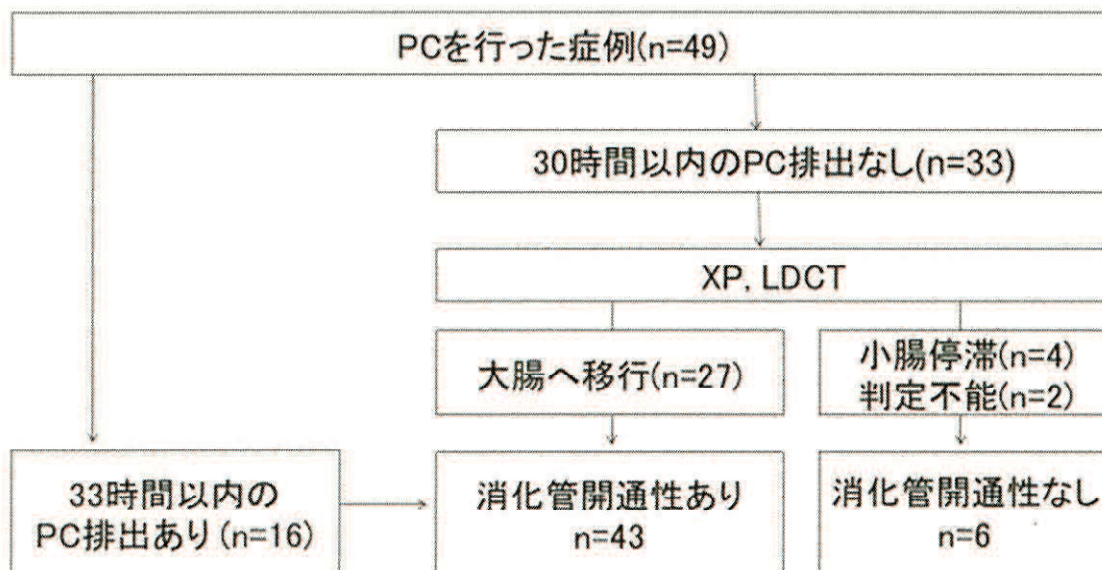 PCを行った症例(n=49)
30時間以内のPC排出なし(n=33)
XP, LDCT
大腸へ移行(n=27)
小腸停滞(n=4)
判定不能(n=2)
33時間以内の
PC排出あり(n=16)
消化管開通性あり
n=43
消化管開通性なし
n=6